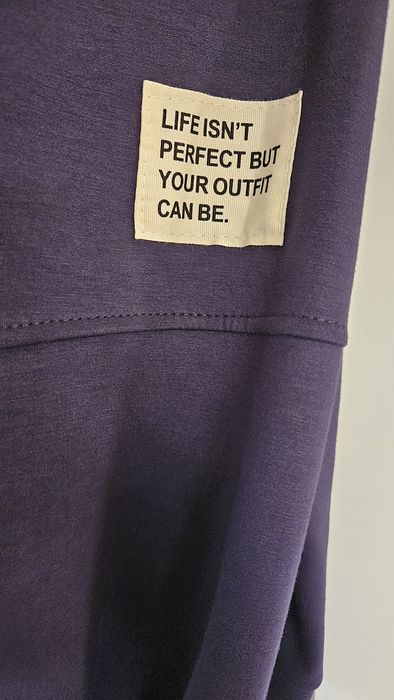 LIFE ISN'T
PERFECT BUT
YOUR OUTFIT
CAN BE.